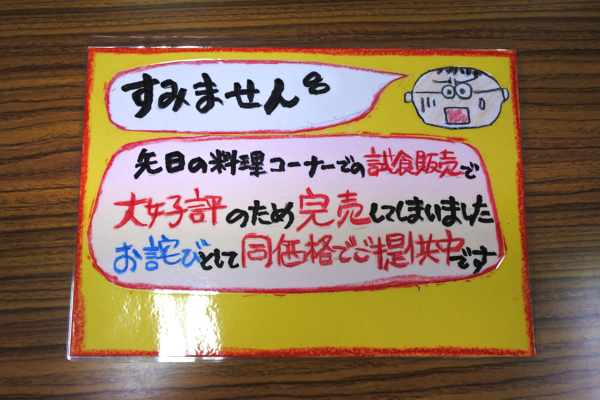 すみません。
先日の料理コーナーでの試食販売で
大好評のため完売してしまいました
お詫びとして同価格でご提供中です